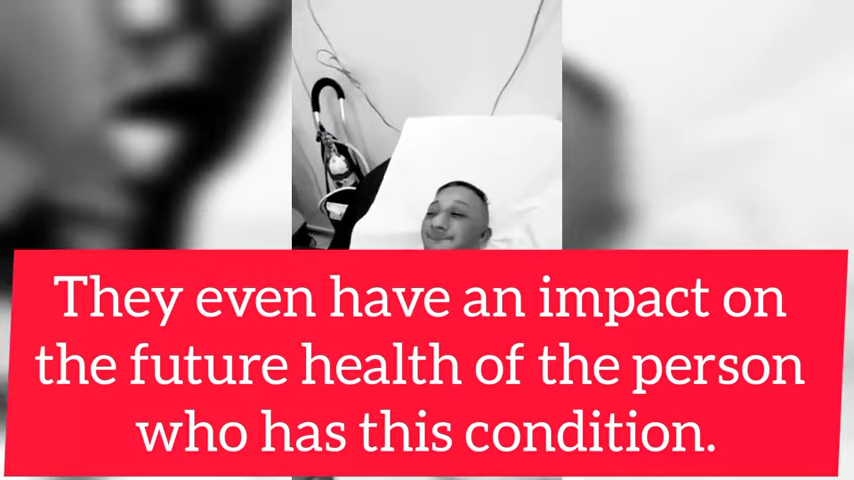 They even have an impact on
the future health of the person
who has this condition.